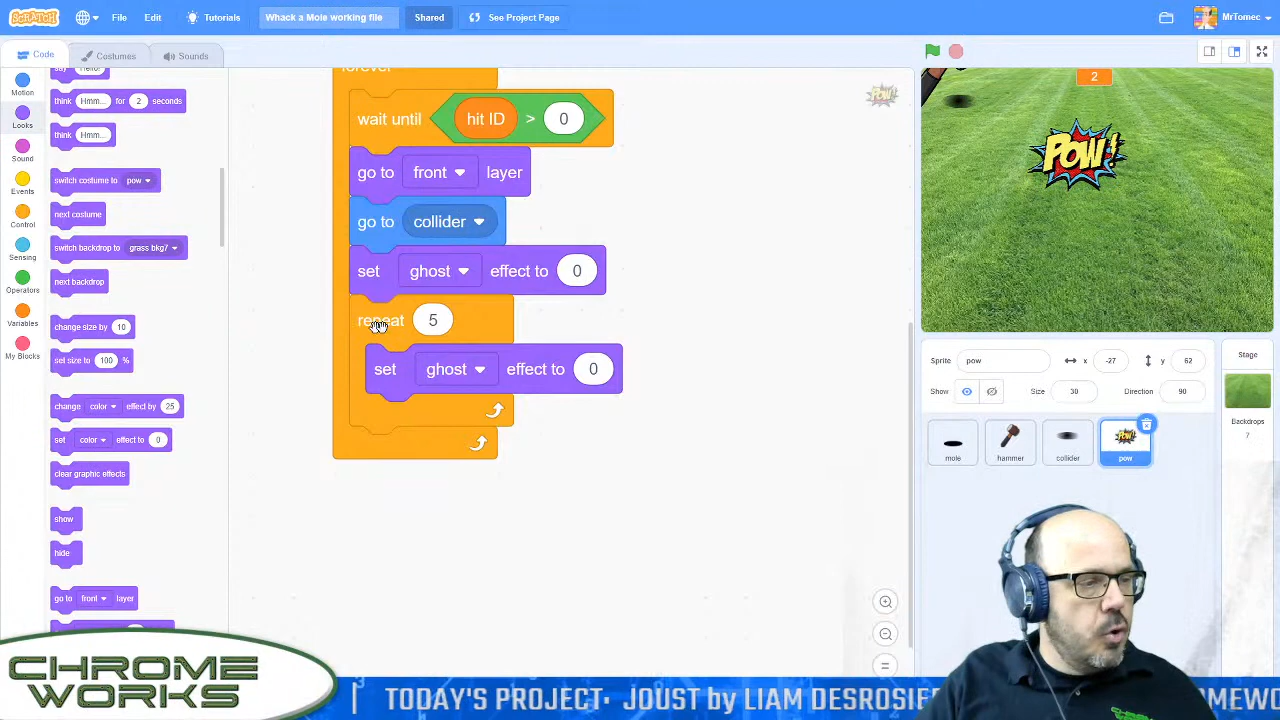 SCRATCH
File
Edit
Tutorials
Whack a Mole working file
Shared
See Project Page
MrTomec
Code
Costumes
Sounds
Motion
Looks
Sound
Events
Control
Sensing
Operators
Variables
My Blocks
think Hmm... for 2 seconds
think Hmm...
switch costume to pow
next costume
switch backdrop to grass bkg7
next backdrop
change size by 10
set size to 100 %
change color effect by 25
set color effect to 0
clear graphic effects
show
hide
go to front layer
forever
wait until hit ID > 0
go to front layer
go to collider
set ghost effect to 0
repeat 5
set ghost effect to 0
POW!
2
POW!
Sprite
pow
x
-27
y
62
Show
Size
30
Direction
90
mole
hammer
collider
POW!
pow
Stage
Backdrops
7
CHROME
WORKS
TODAY'S PROJECT· JOUST by LIAM DESROSIE